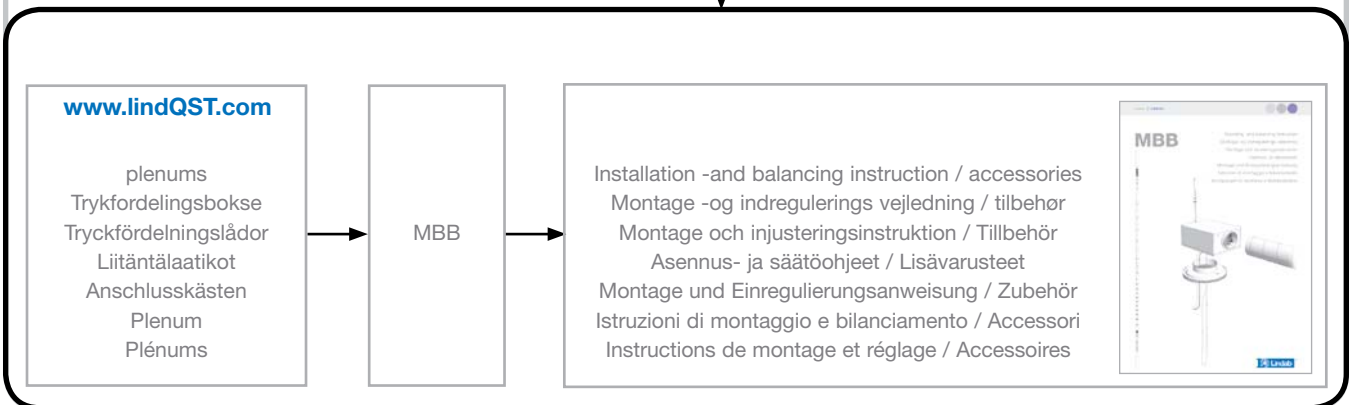 www.lindQST.com
plenums
Trykfordelingsbokse
Tryckfördelningslådor
Liitäntälaatikot
Anschlusskästen
Plenum
Plénums
MBB
Installation -and balancing instruction / accessories
Montage -og indregulerings vejledning / tilbehør
Montage och injusteringsinstruktion / Tillbehör
Asennus- ja säätöohjeet / Lisävarusteet
Montage und Einregulierungsanweisung / Zubehör
Istruzioni di montaggio e bilanciamento / Accessori
Instructions de montage et réglage / Accessoires
MBB
Lindab